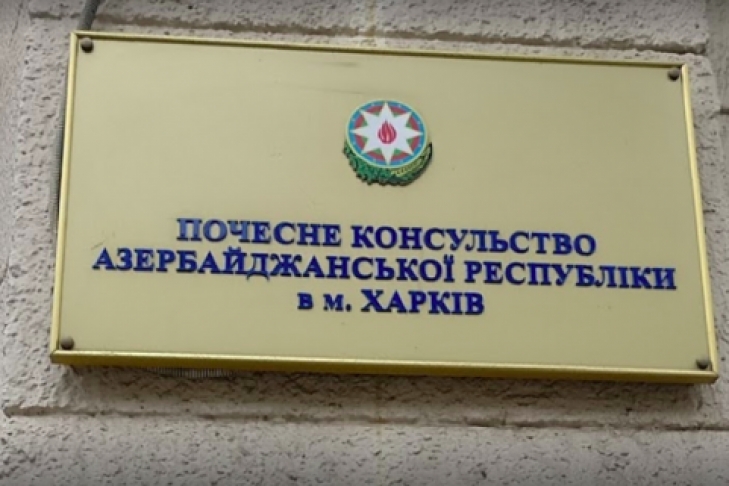 ПОЧЕСНЕ КОНСУЛЬСТВО
АЗЕРБАЙДЖАНСЬКОЇ РЕСПУБЛІКИ
в м. ХАРКІВ